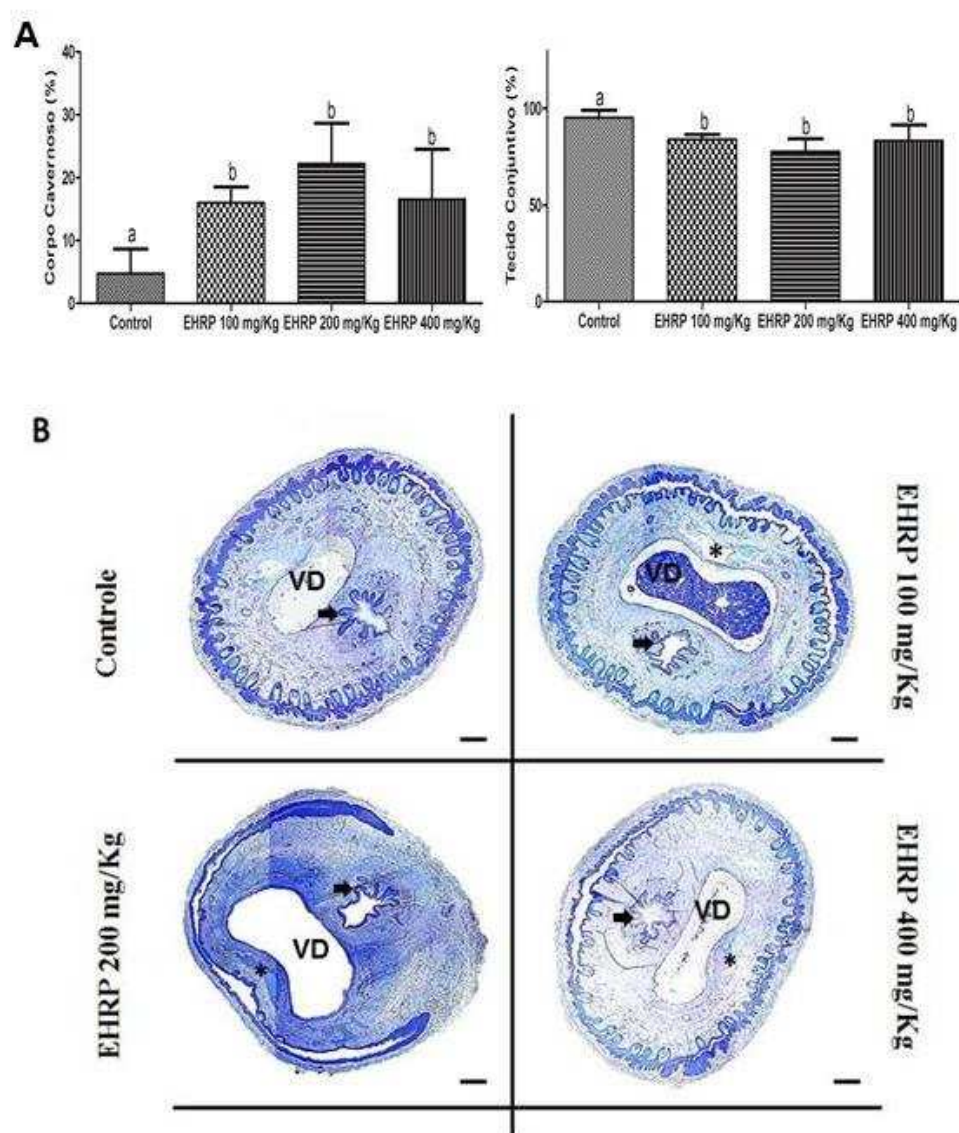 A
Corpo Cavernoso (%)
40
30
20
10
0
a
b
b
b
Control
EHRP 100 mg/Kg
EHRP 200 mg/Kg
EHRP 400 mg/Kg
Tecido Conjuntivo (%)
100
50
0
a
b
b
b
Control
EHRP 100 mg/Kg
EHRP 200 mg/Kg
EHRP 400 mg/Kg
B
Controle
VD
VD
*
EHRP 100 mg/Kg
EHRP 200 mg/Kg
VD
*
VD
*
EHRP 400 mg/Kg